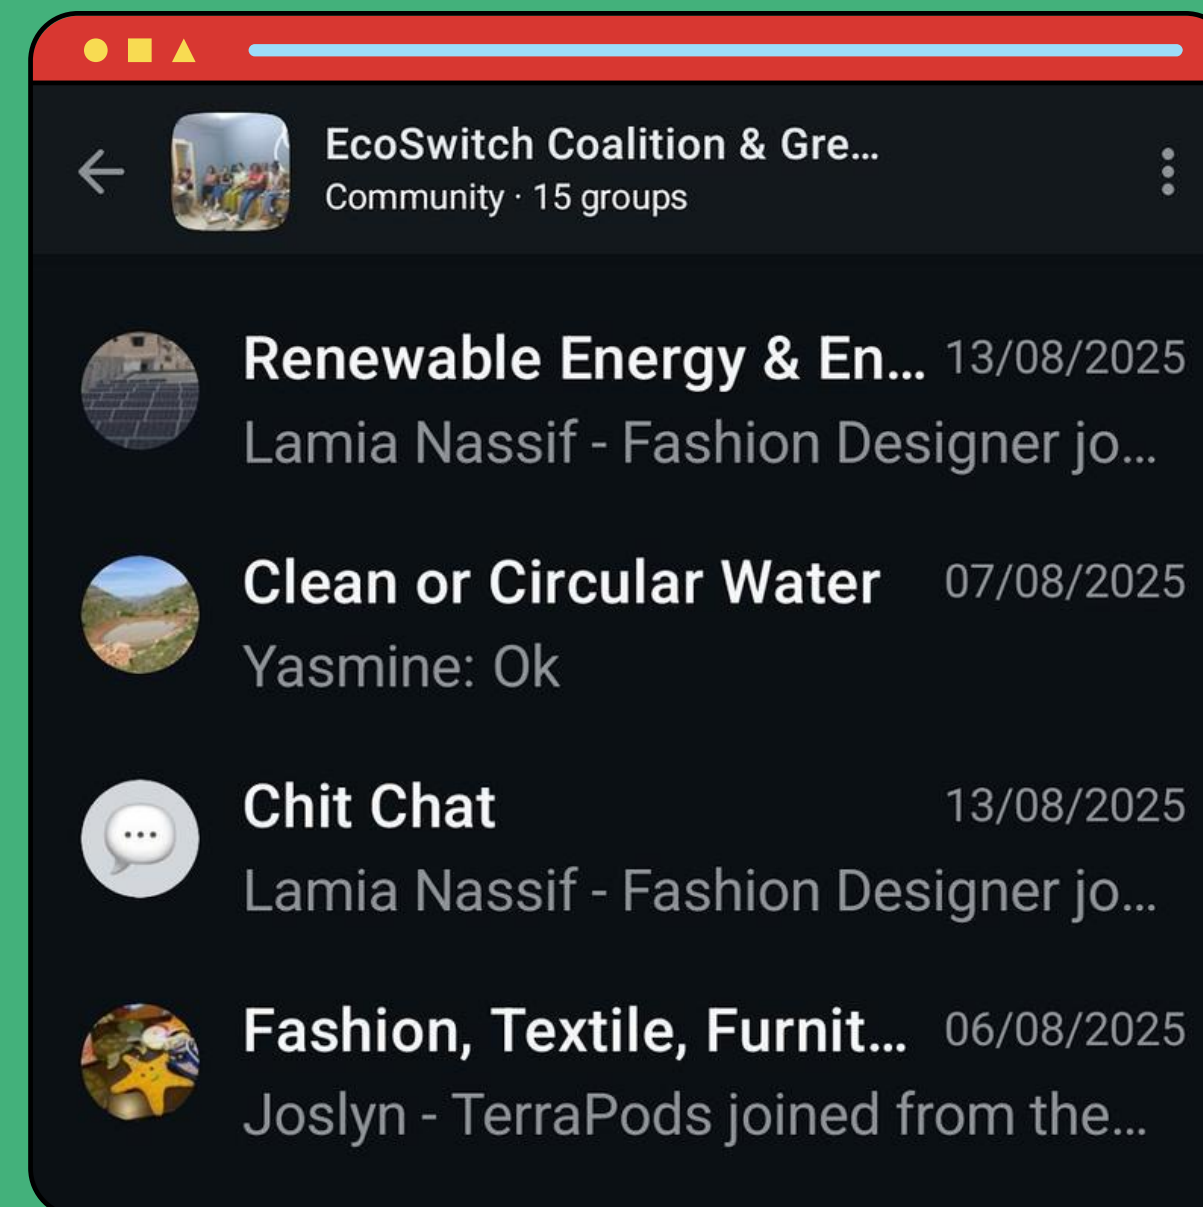 EcoSwitch Coalition & Gre...
Community · 15 groups
Renewable Energy & En... 13/08/2025
Lamia Nassif - Fashion Designer jo...
Clean or Circular Water 07/08/2025
Yasmine: Ok
Chit Chat 13/08/2025
Lamia Nassif - Fashion Designer jo...
Fashion, Textile, Furnit... 06/08/2025
Joslyn - TerraPods joined from the...